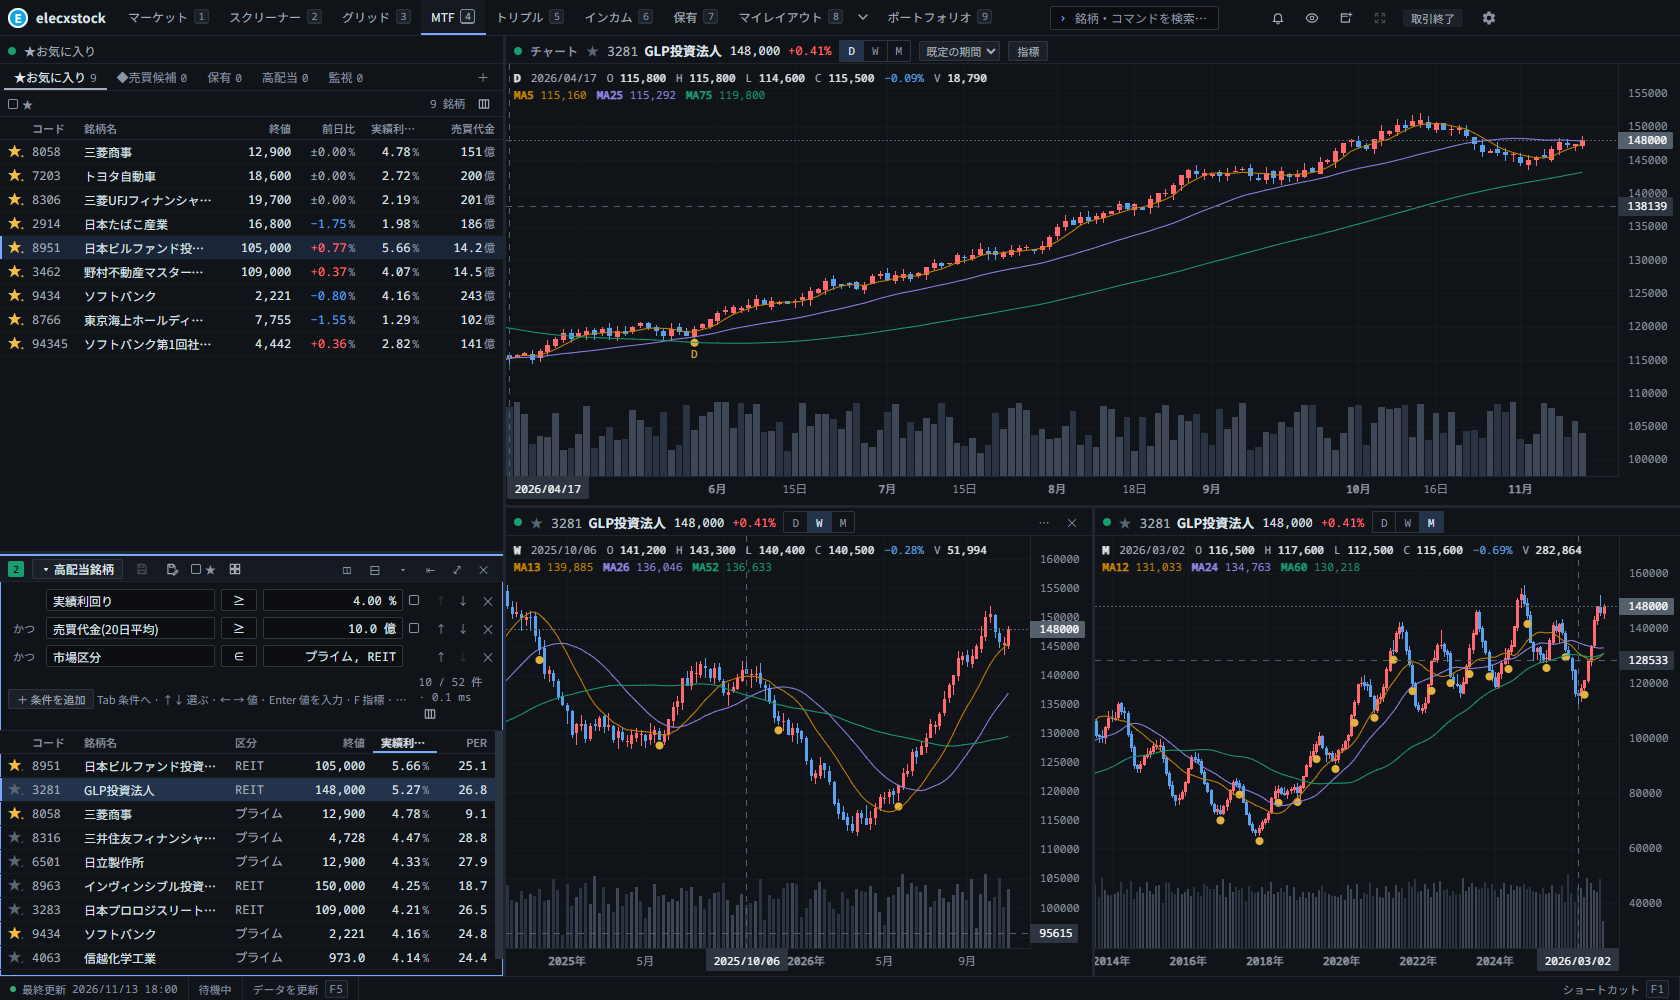 E elecxstock マーケット 1 スクリーナー 2 グリッド 3 MTF 4 トリプル 5 インカム 6 保有 7 マイレイアウト 8 ポートフォリオ 9 › 銘柄・コマンドを検索… 取引終了
★お気に入り
★お気に入り 9 ◆売買候補 0 保有 0 高配当 0 監視 0 ＋
★ 9 銘柄
コード 銘柄名 終値 前日比 実績利… 売買代金
★ 8058 三菱商事 12,900 ±0.00% 4.78% 151億
★ 7203 トヨタ自動車 18,600 ±0.00% 2.72% 200億
★ 8306 三菱UFJフィナンシャ… 19,700 ±0.00% 2.19% 201億
★ 2914 日本たばこ産業 16,800 −1.75% 1.98% 186億
★ 8951 日本ビルファンド投… 105,000 +0.77% 5.66% 14.2億
★ 3462 野村不動産マスター… 109,000 +0.37% 4.07% 14.5億
★ 9434 ソフトバンク 2,221 −0.80% 4.16% 243億
★ 8766 東京海上ホールディ… 7,755 −1.55% 1.29% 102億
★ 94345 ソフトバンク第1回社… 4,442 +0.36% 2.82% 141億
チャート ★ 3281 GLP投資法人 148,000 +0.41% D W M 既定の期間 指標
D 2026/04/17 O 115,800 H 115,800 L 114,600 C 115,500 −0.09% V 18,790
MA5 115,160 MA25 115,292 MA75 119,800
155000
150000
148000
145000
140000
138139
135000
130000
125000
120000
115000
110000
105000
100000
D
2026/04/17 6月 15日 7月 15日 8月 18日 9月 10月 16日 11月
2 高配当銘柄 ★
実績利回り ≥ 4.00 % ↑ ↓ ×
かつ 売買代金(20日平均) ≥ 10.0 億 ↑ ↓ ×
かつ 市場区分 ∈ プライム, REIT ↑ ↓ ×
＋条件を追加 Tab 条件へ · ↑↓ 選ぶ · ←→ 値 · Enter 値を入力 · F 指標 · …
10 / 52 件
· 0.1 ms
コード 銘柄名 区分 終値 実績利… PER
★ 8951 日本ビルファンド投資… REIT 105,000 5.66% 25.1
★ 3281 GLP投資法人 REIT 148,000 5.27% 26.8
★ 8058 三菱商事 プライム 12,900 4.78% 9.1
★ 8316 三井住友フィナンシャ… プライム 4,728 4.47% 28.8
★ 6501 日立製作所 プライム 12,900 4.33% 27.9
★ 8963 インヴィンシブル投資… REIT 150,000 4.25% 18.7
★ 3283 日本プロロジスリート… REIT 109,000 4.21% 26.5
★ 9434 ソフトバンク プライム 2,221 4.16% 24.8
★ 4063 信越化学工業 プライム 973.0 4.14% 24.4
★ 3281 GLP投資法人 148,000 +0.41% D W M … ×
W 2025/10/06 O 141,200 H 143,300 L 140,400 C 140,500 −0.28% V 51,994
MA13 139,885 MA26 136,046 MA52 136,633
160000
155000
150000
148000
145000
140000
135000
130000
125000
120000
115000
110000
105000
100000
95615
2025年 5月 2025/10/06 2026年 5月 9月
★ 3281 GLP投資法人 148,000 +0.41% D W M
M 2026/03/02 O 116,500 H 117,600 L 112,500 C 115,600 −0.69% V 282,864
MA12 131,033 MA24 134,763 MA60 130,218
160000
148000
140000
128533
120000
100000
80000
60000
40000
2014年 2016年 2018年 2020年 2022年 2024年 2026/03/02
最終更新 2026/11/13 18:00 待機中 データを更新 F5 ショートカット F1